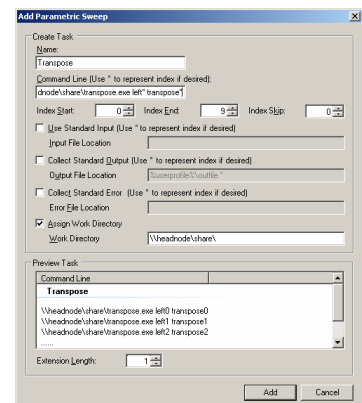 Add Parametric Sweep
Create Task
Name:
Transpose
Command Line (Use * to represent index if desired):
dnode\share\transpose.exe left* transpose*
Index Start: 0 Index End: 9 Index Skip: 0
Use Standard Input (Use * to represent index if desired)
Input File Location
Collect Standard Output (Use * to represent index if desired)
Output File Location %userprofile%\outfile.*
Collect Standard Error (Use * to represent index if desired)
Error File Location
Assign Work Directory
Work Directory \\headnode\share\
Preview Task
Command Line
Transpose
\\headnode\share\transpose.exe left0 transpose0
\\headnode\share\transpose.exe left1 transpose1
\\headnode\share\transpose.exe left2 transpose2
......
Extension Length: 1
Add Cancel